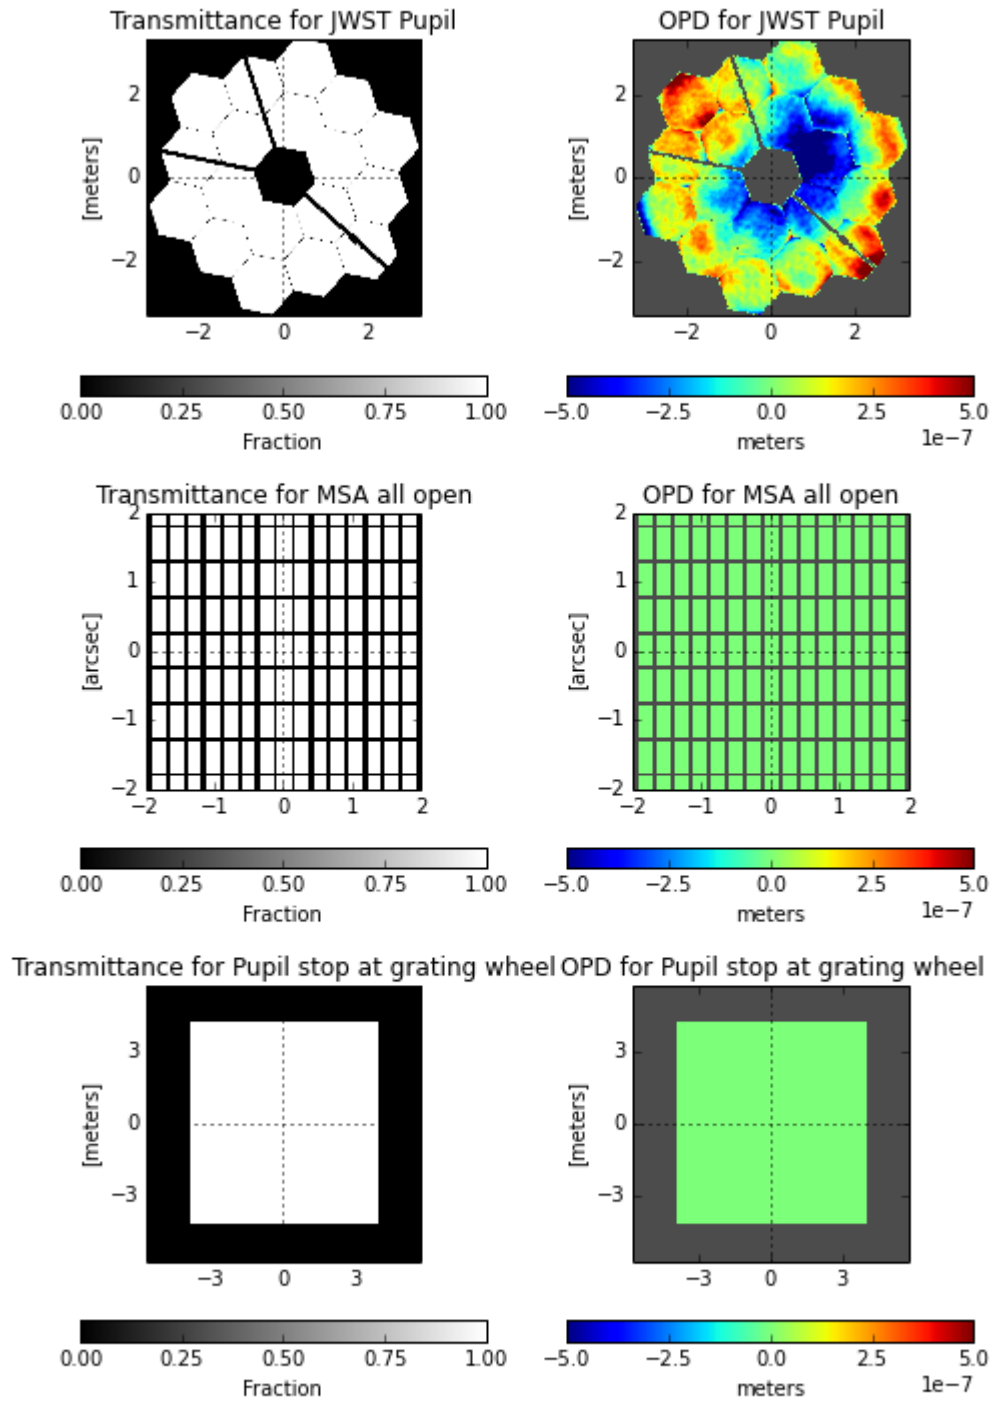 Transmittance for JWST Pupil
OPD for JWST Pupil
2
0
−2
[meters]
−2 0 2
2
0
−2
[meters]
−2 0 2
0.00 0.25 0.50 0.75 1.00
Fraction
−5.0 −2.5 0.0 2.5 5.0
1e−7
meters
Transmittance for MSA all open
OPD for MSA all open
2
1
0
−1
−2
[arcsec]
−2 −1 0 1 2
2
1
0
−1
−2
[arcsec]
−2 −1 0 1 2
0.00 0.25 0.50 0.75 1.00
Fraction
−5.0 −2.5 0.0 2.5 5.0
1e−7
meters
Transmittance for Pupil stop at grating wheel
OPD for Pupil stop at grating wheel
3
0
−3
[meters]
−3 0 3
3
0
−3
[meters]
−3 0 3
0.00 0.25 0.50 0.75 1.00
Fraction
−5.0 −2.5 0.0 2.5 5.0
1e−7
meters